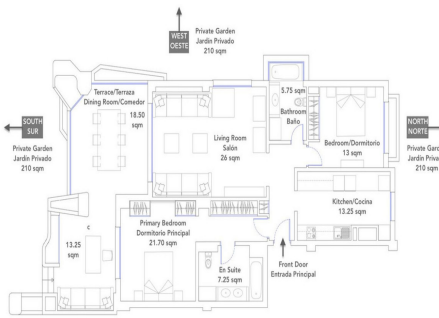 WEST
OESTE
Private Garden
Jardín Privado
210 sqm
Terrace/Terraza
Dining Room/Comedor
18.50
sqm
5.75 sqm
Bathroom
Baño
SOUTH
SUR
Private Garden
Jardín Privado
210 sqm
Living Room
Salón
26 sqm
Bedroom/Dormitorio
13 sqm
NORTH
NORTE
Private Gard
Jardín Priva
210 sqm
Kitchen/Cocina
13.25 sqm
c
13.25
sqm
Primary Bedroom
Dormitorio Principal
21.70 sqm
En Suite
7.25 sqm
Front Door
Entrada Principal